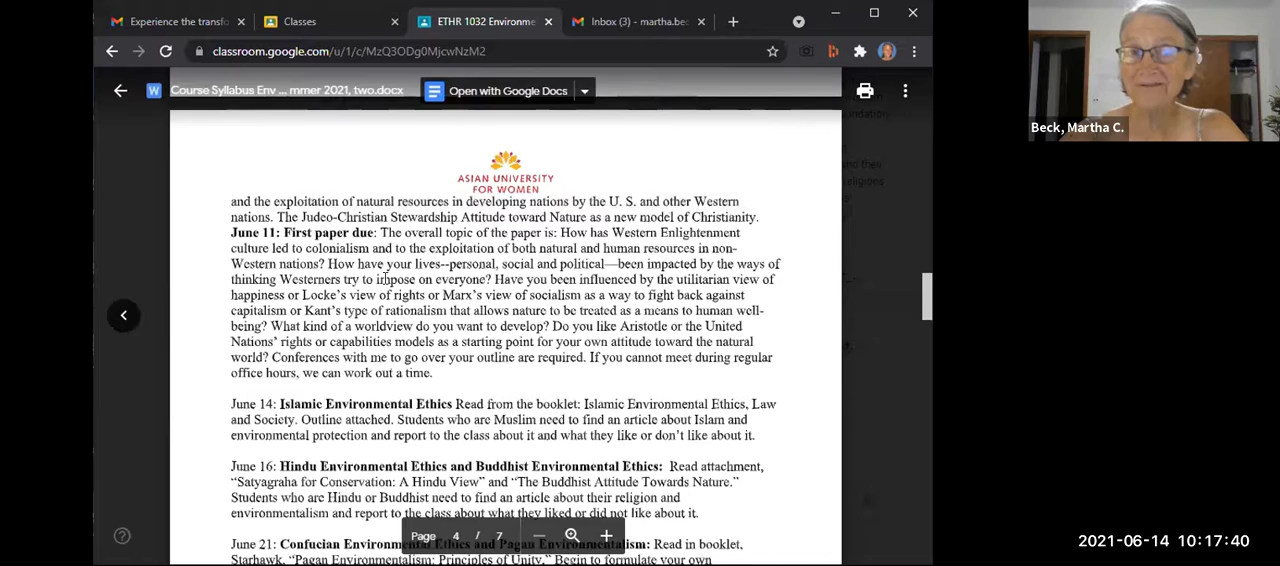 Experience the transfo
Classes
ETHR 1032 Environme
Inbox (3) - martha.bec
classroom.google.com/u/1/c/MzQ3ODg0MjcwNzM2
Course Syllabus Env ... mmer 2021, two.docx
Open with Google Docs
Beck, Martha C.
ASIAN UNIVERSITY
FOR WOMEN
and the exploitation of natural resources in developing nations by the U. S. and other Western
nations. The Judeo-Christian Stewardship Attitude toward Nature as a new model of Christianity.
June 11: First paper due: The overall topic of the paper is: How has Western Enlightenment
culture led to colonialism and to the exploitation of both natural and human resources in non-
Western nations? How have your lives--personal, social and political—been impacted by the ways of
thinking Westerners try to impose on everyone? Have you been influenced by the utilitarian view of
happiness or Locke's view of rights or Marx's view of socialism as a way to fight back against
capitalism or Kant's type of rationalism that allows nature to be treated as a means to human well-
being? What kind of a worldview do you want to develop? Do you like Aristotle or the United
Nations' rights or capabilities models as a starting point for your own attitude toward the natural
world? Conferences with me to go over your outline are required. If you cannot meet during regular
office hours, we can work out a time.
June 14: Islamic Environmental Ethics Read from the booklet: Islamic Environmental Ethics, Law
and Society. Outline attached. Students who are Muslim need to find an article about Islam and
environmental protection and report to the class about it and what they like or don't like about it.
June 16: Hindu Environmental Ethics and Buddhist Environmental Ethics: Read attachment,
"Satyagraha for Conservation: A Hindu View" and "The Buddhist Attitude Towards Nature."
Students who are Hindu or Buddhist need to find an article about their religion and
environmentalism and report to the class about what they liked or did not like about it.
Page 4 / 7
June 21: Confucian Environmental Ethics and Pagan Environmentalism: Read in booklet,
Starhawk, "Pagan Environmentalism: Principles of Unity." Begin to formulate your own
2021-06-14 10:17:40